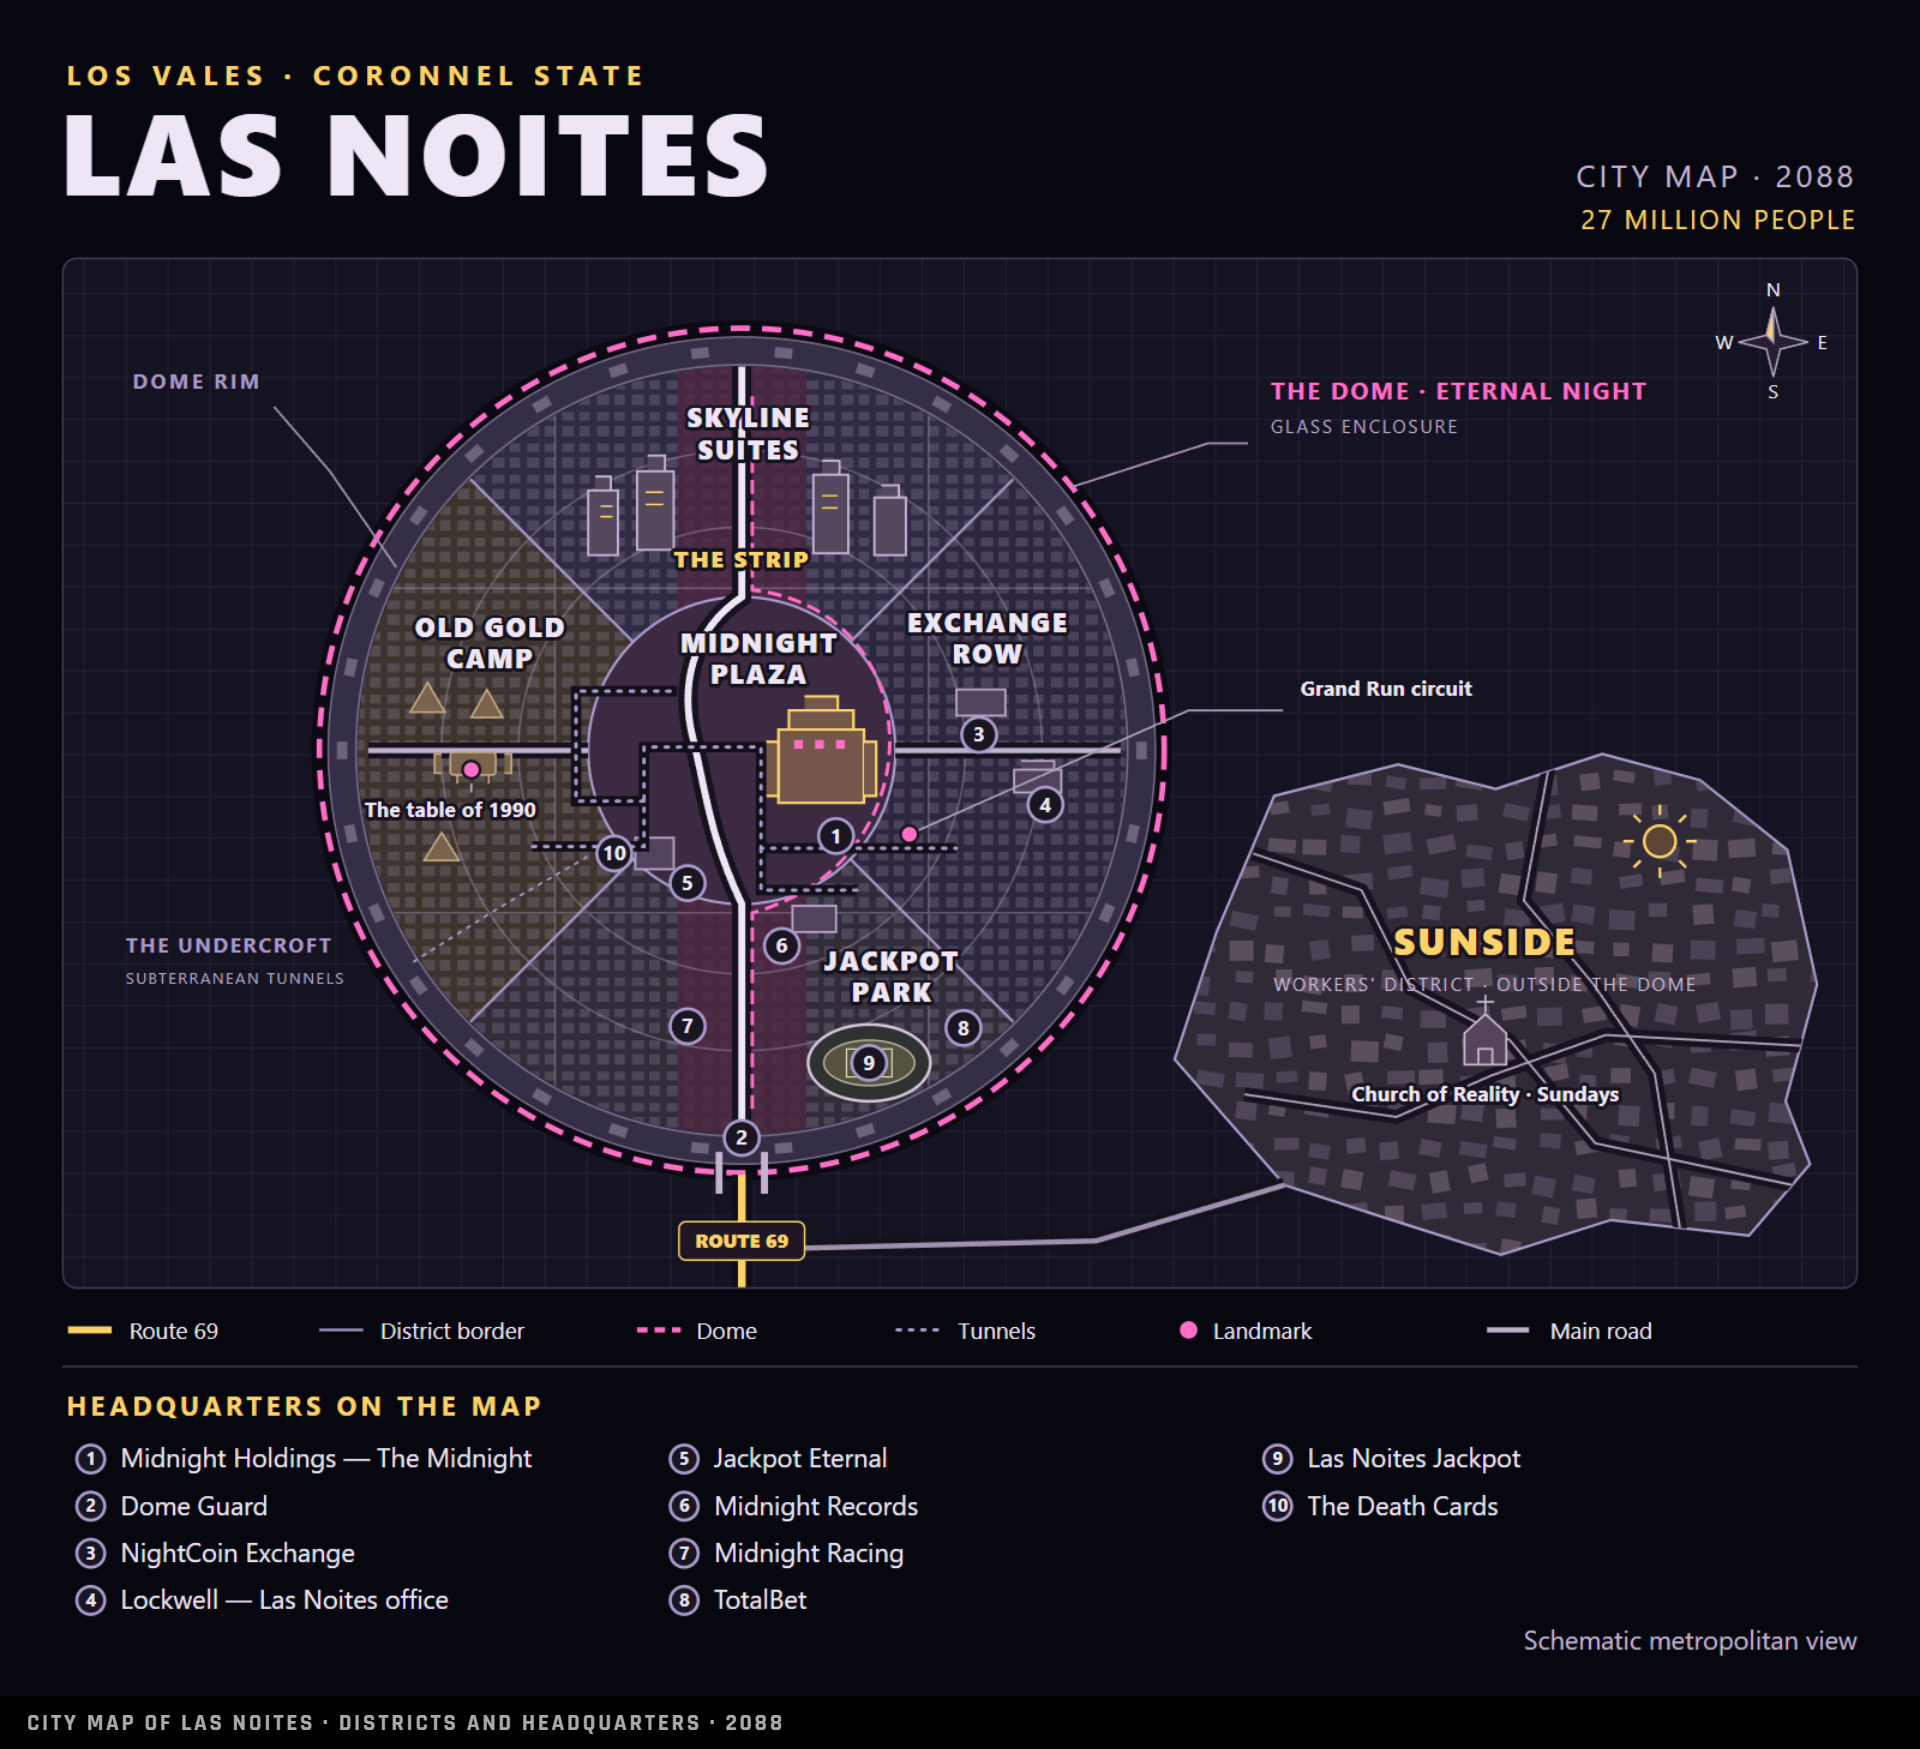 LOS VALES · CORONNEL STATE
LAS NOITES
CITY MAP · 2088
27 MILLION PEOPLE
N
W
E
S
DOME RIM
THE DOME · ETERNAL NIGHT
GLASS ENCLOSURE
SKYLINE
SUITES
THE STRIP
OLD GOLD
CAMP
MIDNIGHT
PLAZA
EXCHANGE
ROW
Grand Run circuit
3
4
The table of 1990
1
10
5
6
THE UNDERCROFT
SUBTERRANEAN TUNNELS
JACKPOT
PARK
7
8
9
2
SUNSIDE
WORKERS' DISTRICT · OUTSIDE THE DOME
Church of Reality · Sundays
ROUTE 69
Route 69
District border
Dome
Tunnels
Landmark
Main road
HEADQUARTERS ON THE MAP
1 Midnight Holdings — The Midnight
2 Dome Guard
3 NightCoin Exchange
4 Lockwell — Las Noites office
5 Jackpot Eternal
6 Midnight Records
7 Midnight Racing
8 TotalBet
9 Las Noites Jackpot
10 The Death Cards
Schematic metropolitan view
CITY MAP OF LAS NOITES · DISTRICTS AND HEADQUARTERS · 2088